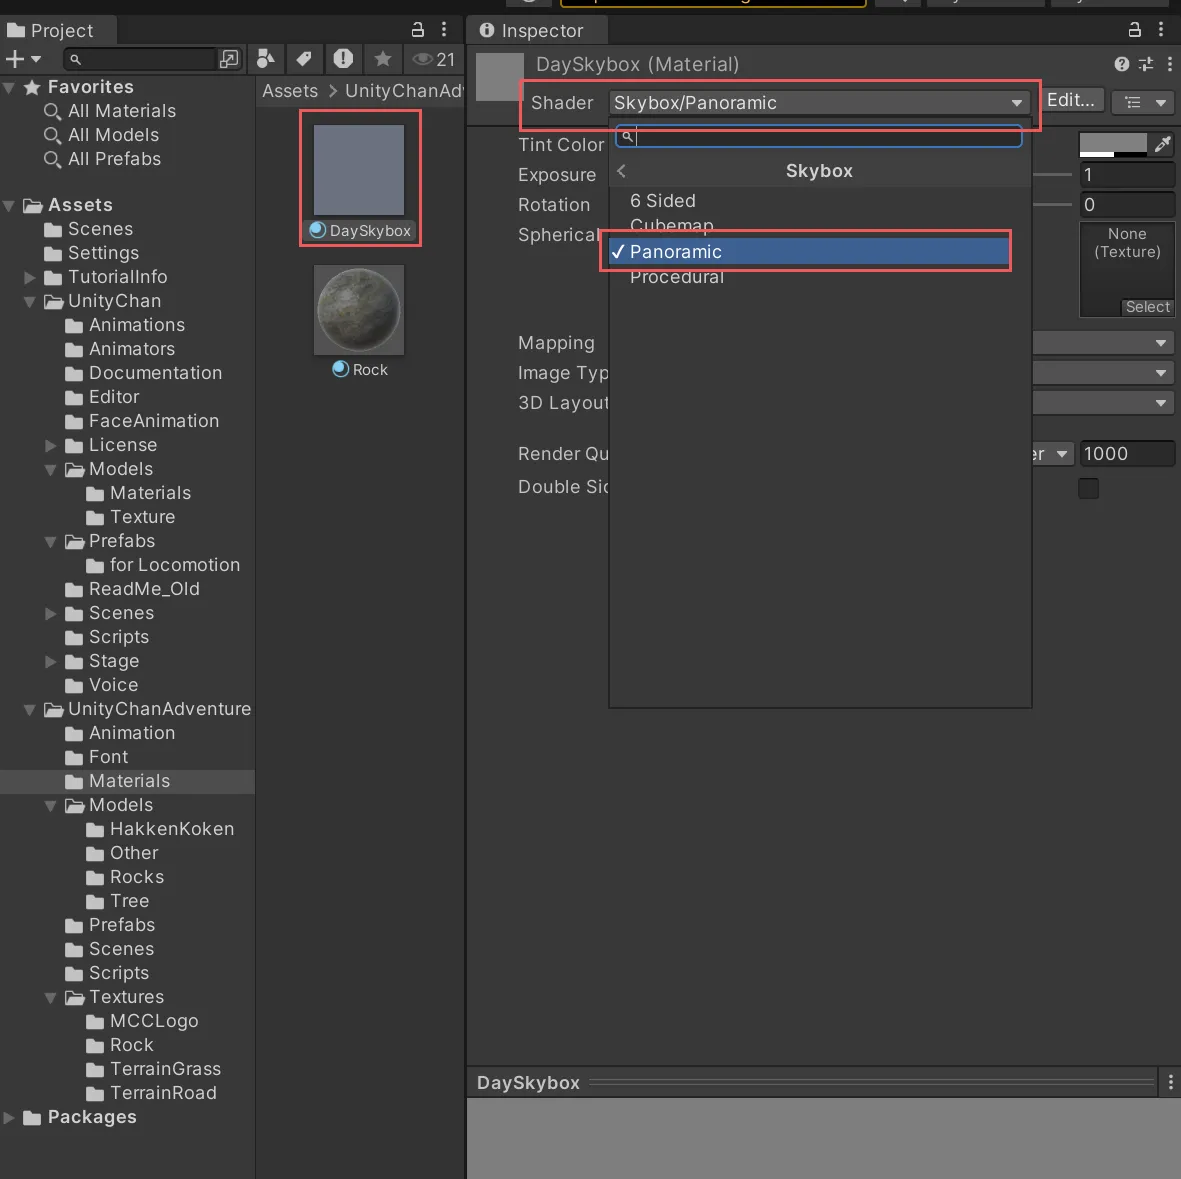 Project
21
Favorites
All Materials
All Models
All Prefabs
Assets
Scenes
Settings
TutorialInfo
UnityChan
Animations
Animators
Documentation
Editor
FaceAnimation
License
Models
Materials
Texture
Prefabs
for Locomotion
ReadMe_Old
Scenes
Scripts
Stage
Voice
UnityChanAdventure
Animation
Font
Materials
Models
HakkenKoken
Other
Rocks
Tree
Prefabs
Scenes
Scripts
Textures
MCCLogo
Rock
TerrainGrass
TerrainRoad
Packages
Assets > UnityChanAdv
DaySkybox
Rock
Inspector
DaySkybox (Material)
Shader Skybox/Panoramic Edit...
Tint Color
Exposure 1
Rotation 0
Spherical
None
(Texture)
Select
Skybox
6 Sided
Cubemap
Panoramic
Procedural
Mapping
Image Typ
3D Layout
Render Qu er 1000
Double Sid
DaySkybox